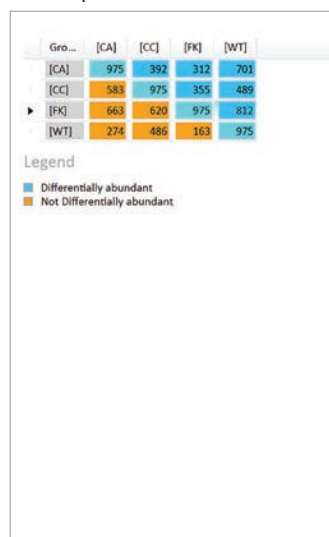 Gro... [CA] [CC] [FK] [WT]
[CA] 975 392 312 701
[CC] 583 975 355 489
[FK] 663 620 975 812
[WT] 274 486 163 975
Legend
Differentially abundant
Not Differentially abundant